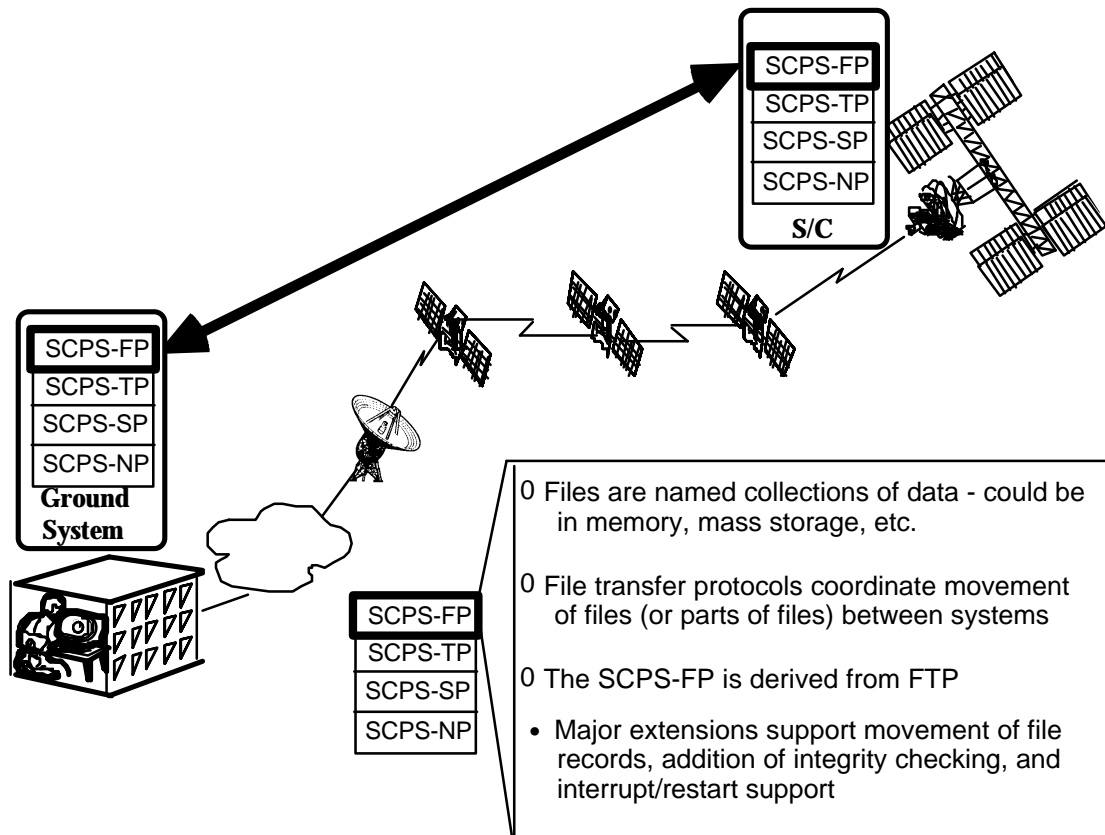 SCPS-FP
SCPS-TP
SCPS-SP
SCPS-NP
S/C
SCPS-FP
SCPS-TP
SCPS-SP
SCPS-NP
Ground
System
SCPS-FP
SCPS-TP
SCPS-SP
SCPS-NP
0 Files are named collections of data - could be
in memory, mass storage, etc.
0 File transfer protocols coordinate movement
of files (or parts of files) between systems
0 The SCPS-FP is derived from FTP
• Major extensions support movement of file
records, addition of integrity checking, and
interrupt/restart support